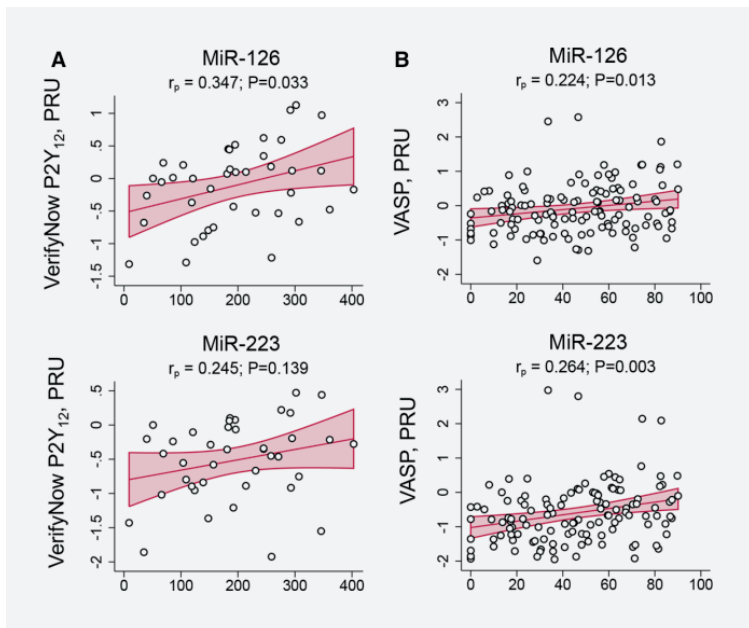 A
MiR-126
rₚ = 0.347; P=0.033
VerifyNow P2Y₁₂, PRU
1
.5
0
-.5
-1
-1.5
0 100 200 300 400
B
MiR-126
rₚ = 0.224; P=0.013
VASP, PRU
3
2
1
0
-1
-2
0 20 40 60 80 100
MiR-223
rₚ = 0.245; P=0.139
VerifyNow P2Y₁₂, PRU
.5
0
-.5
-1
-1.5
-2
0 100 200 300 400
MiR-223
rₚ = 0.264; P=0.003
VASP, PRU
3
2
1
0
-1
-2
0 20 40 60 80 100